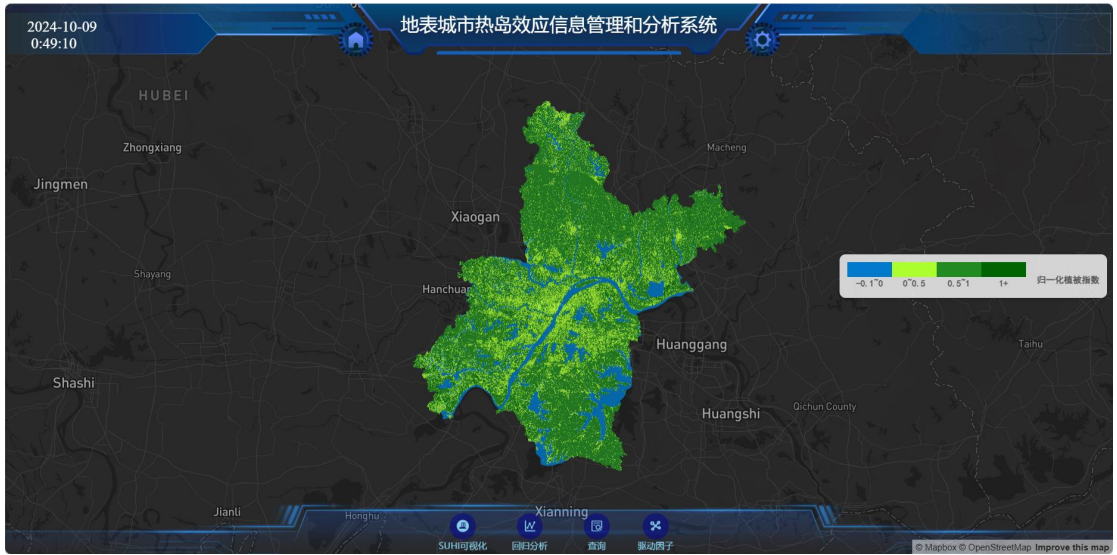 2024-10-09
0:49:10
地表城市热岛效应信息管理和分析系统
HUBEI
Zhongxiang
Macheng
Jingmen
Xiaogan
Shayang
Hanchuan
-0.1~0
0~0.5
0.5~1
1+
归一化植被指数
Huanggang
Taihu
Shashi
Qichun County
Huangshi
Jianli
Honghu
Xianning
SUHI可视化
回归分析
查询
驱动因子
© Mapbox © OpenStreetMap Improve this map